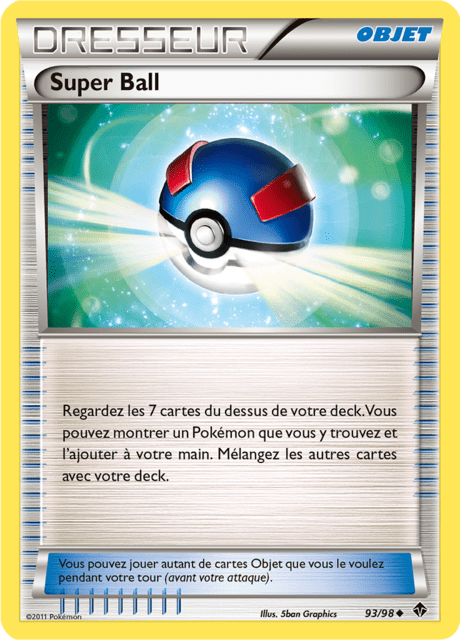 DRESSEUR
OBJET
Super Ball
Regardez les 7 cartes du dessus de votre deck.Vous
pouvez montrer un Pokémon que vous y trouvez et
l'ajouter à votre main. Mélangez les autres cartes
avec votre deck.
Vous pouvez jouer autant de cartes Objet que vous le voulez
pendant votre tour (avant votre attaque).
©2011 Pokémon
Illus. 5ban Graphics
93/98